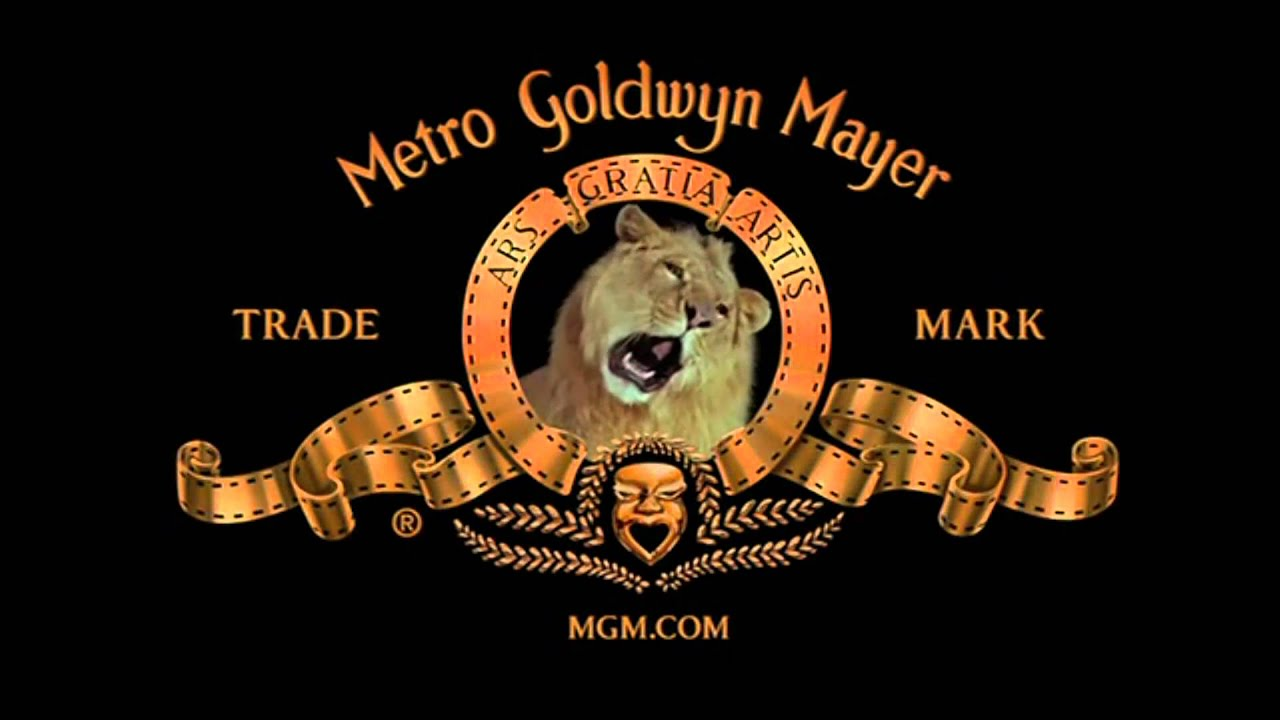 Metro Goldwyn Mayer
ARS GRATIA ARTIS
TRADE MARK
®
MGM.COM